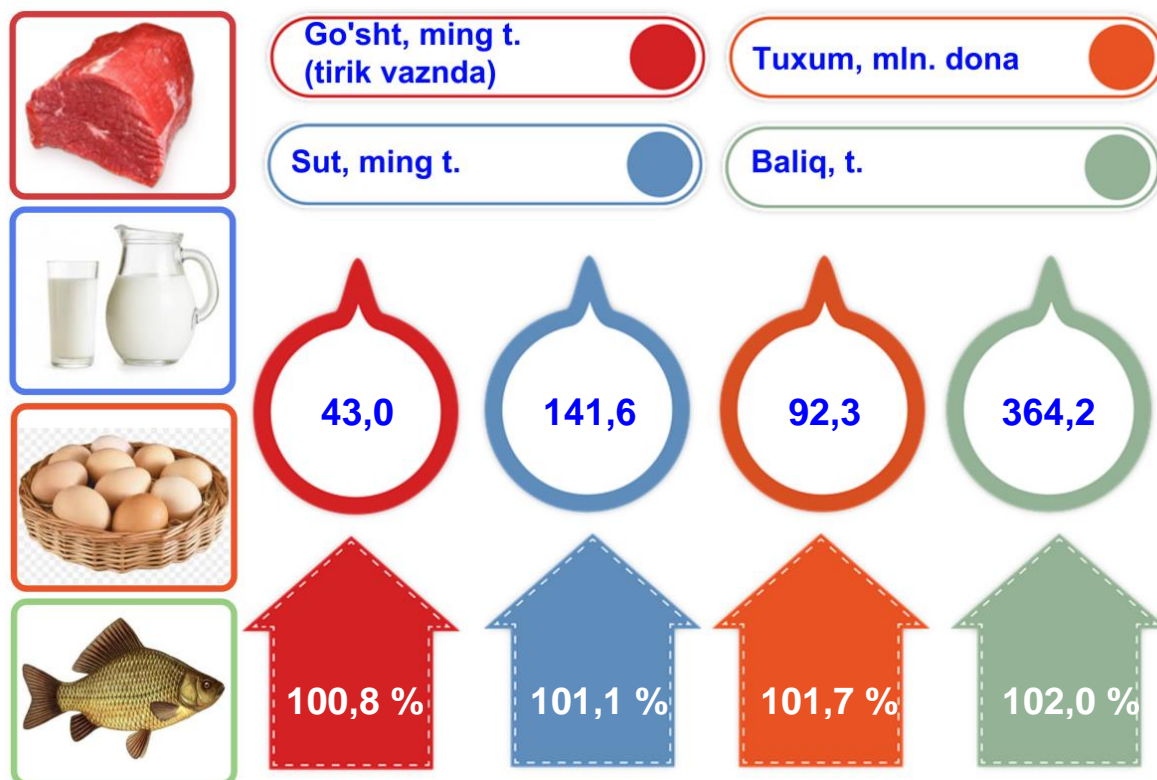 Go'sht, ming t.
(tirik vaznda)
Tuxum, mln. dona
Sut, ming t.
Baliq, t.
43,0
141,6
92,3
364,2
100,8 %
101,1 %
101,7 %
102,0 %